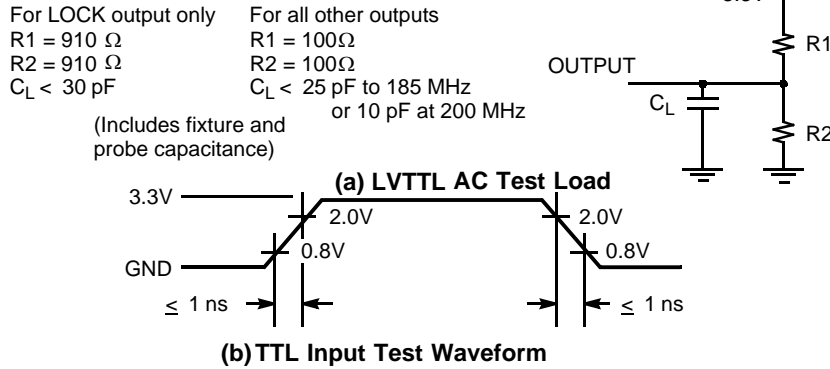 For LOCK output only
R1 = 910 Ω
R2 = 910 Ω
CL < 30 pF
For all other outputs
R1 = 100Ω
R2 = 100Ω
CL < 25 pF to 185 MHz
or 10 pF at 200 MHz
(Includes fixture and
probe capacitance)
OUTPUT
CL
R1
R2
(a) LVTTL AC Test Load
3.3V
2.0V
2.0V
0.8V
0.8V
GND
≤ 1 ns
≤ 1 ns
(b) TTL Input Test Waveform